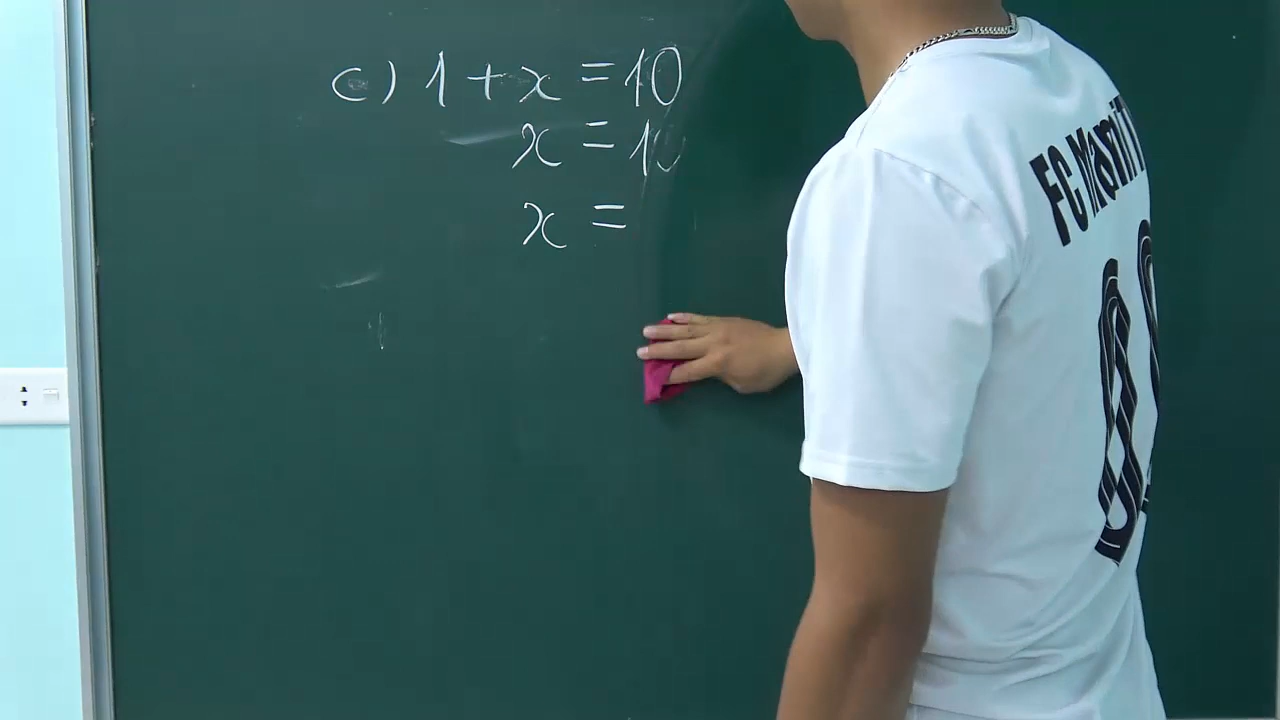 c) 1 + x = 10
x = 10
x =
FC